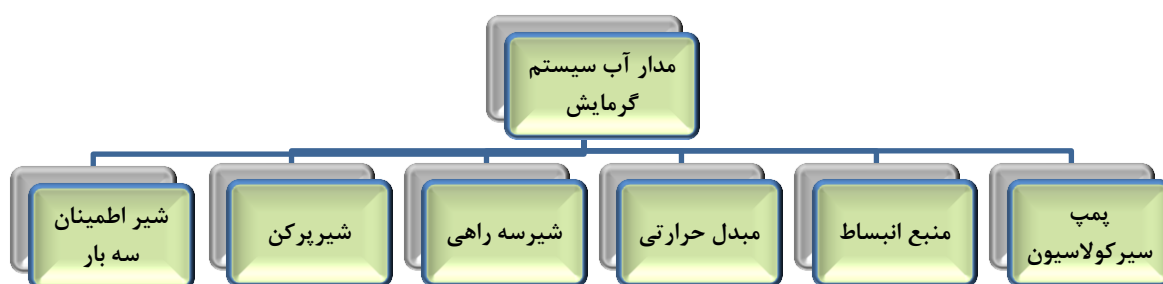 مدار آب سیستم
گرمایش
پمپ
سیرکولاسیون
منبع انبساط
مبدل حرارتی
شیرسه راهی
شیرپرکن
شیر اطمینان
سه بار